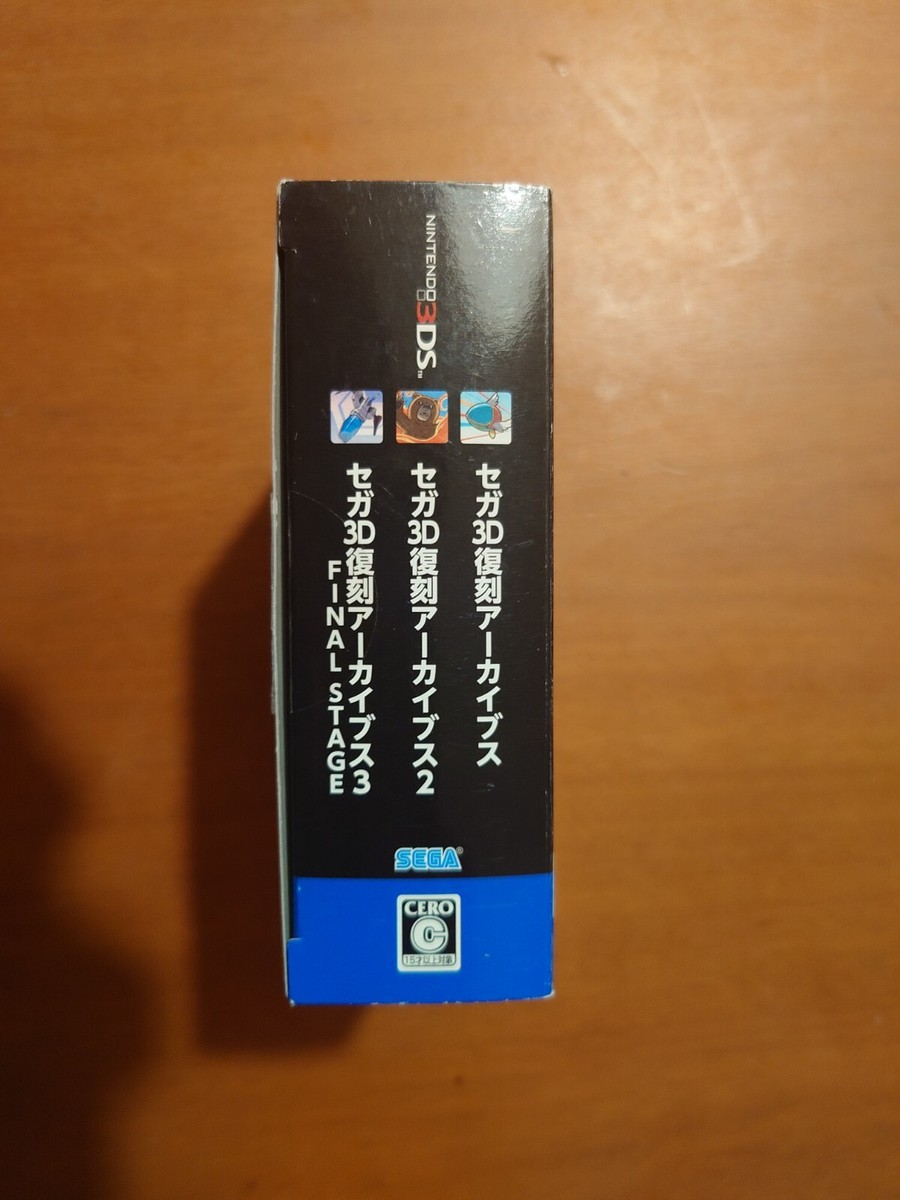 NINTENDO 3DS™
セガ3D復刻アーカイブス
セガ3D復刻アーカイブス2
セガ3D復刻アーカイブス3
FINAL STAGE
SEGA®
CERO
C
15才以上対象